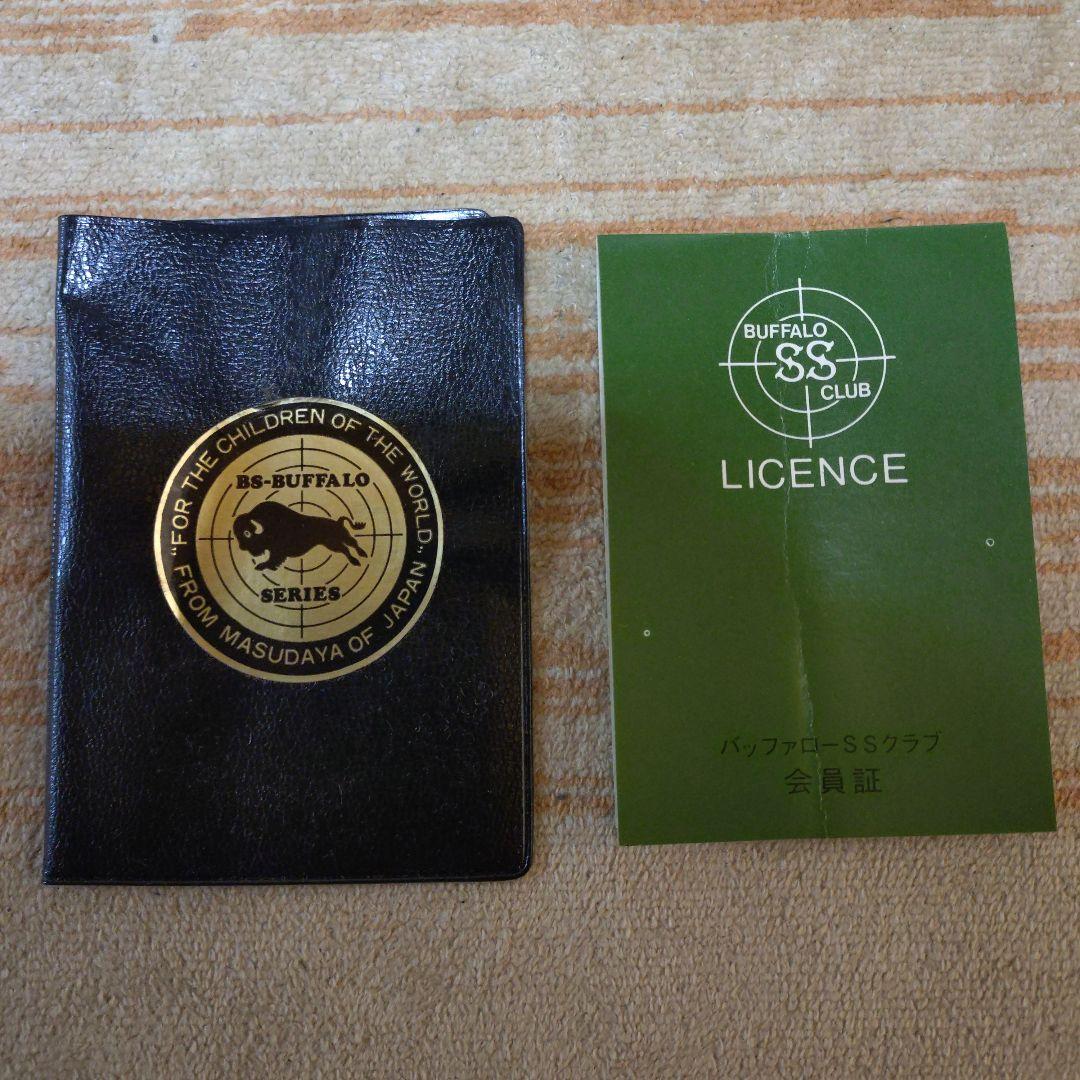 "FOR THE CHILDREN OF THE WORLD"
BS-BUFFALO
SERIES
FROM MASUDAYA OF JAPAN
BUFFALO
SS
CLUB
LICENCE
バッファローSSクラブ
会員証